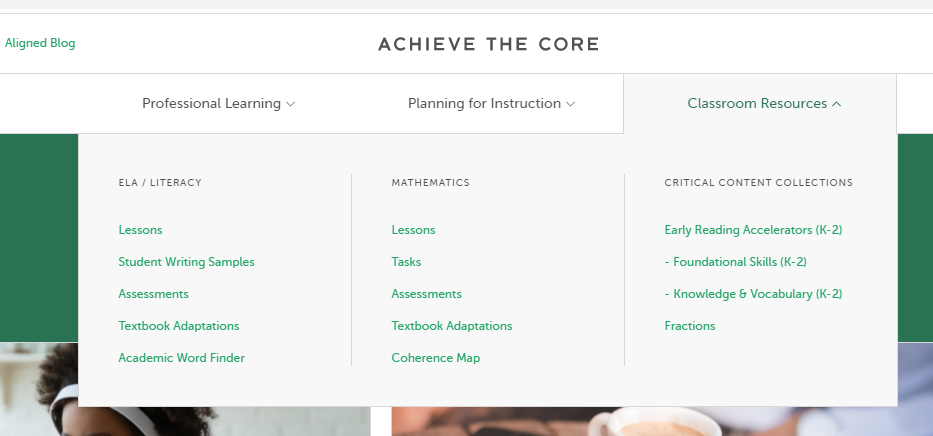 Aligned Blog
ACHIEVE THE CORE
Professional Learning
Planning for Instruction
Classroom Resources
ELA / LITERACY
Lessons
Student Writing Samples
Assessments
Textbook Adaptations
Academic Word Finder
MATHEMATICS
Lessons
Tasks
Assessments
Textbook Adaptations
Coherence Map
CRITICAL CONTENT COLLECTIONS
Early Reading Accelerators (K-2)
- Foundational Skills (K-2)
- Knowledge & Vocabulary (K-2)
Fractions